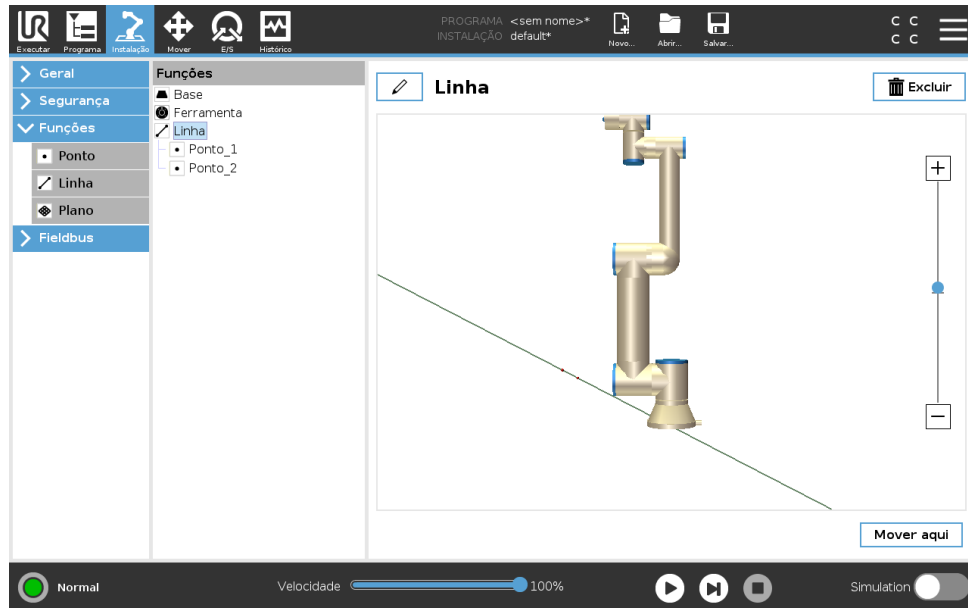 Executar
Programa
Instalação
Mover
E/S
Histórico
PROGRAMA <sem nome>*
INSTALAÇÃO default*
Novo...
Abrir...
Salvar...
C C
C C
Geral
Segurança
Funções
Ponto
Linha
Plano
Fieldbus
Funções
Base
Ferramenta
Linha
Ponto_1
Ponto_2
Linha
Excluir
Mover aqui
Normal
Velocidade
100%
Simulation